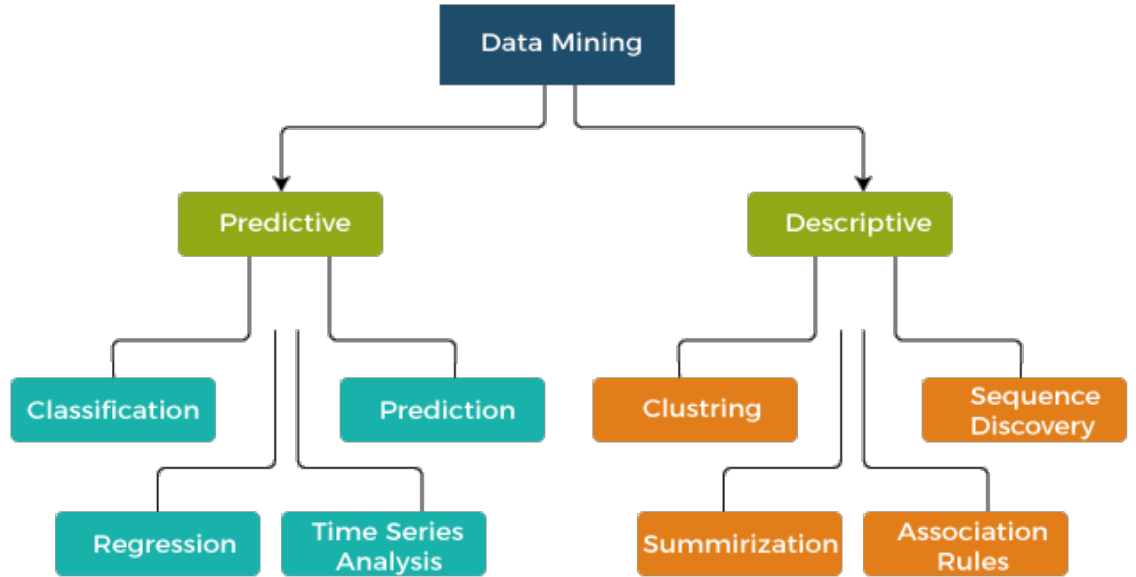 Data Mining
Predictive
Descriptive
Classification
Prediction
Clustring
Sequence
Discovery
Regression
Time Series
Analysis
Summirization
Association
Rules